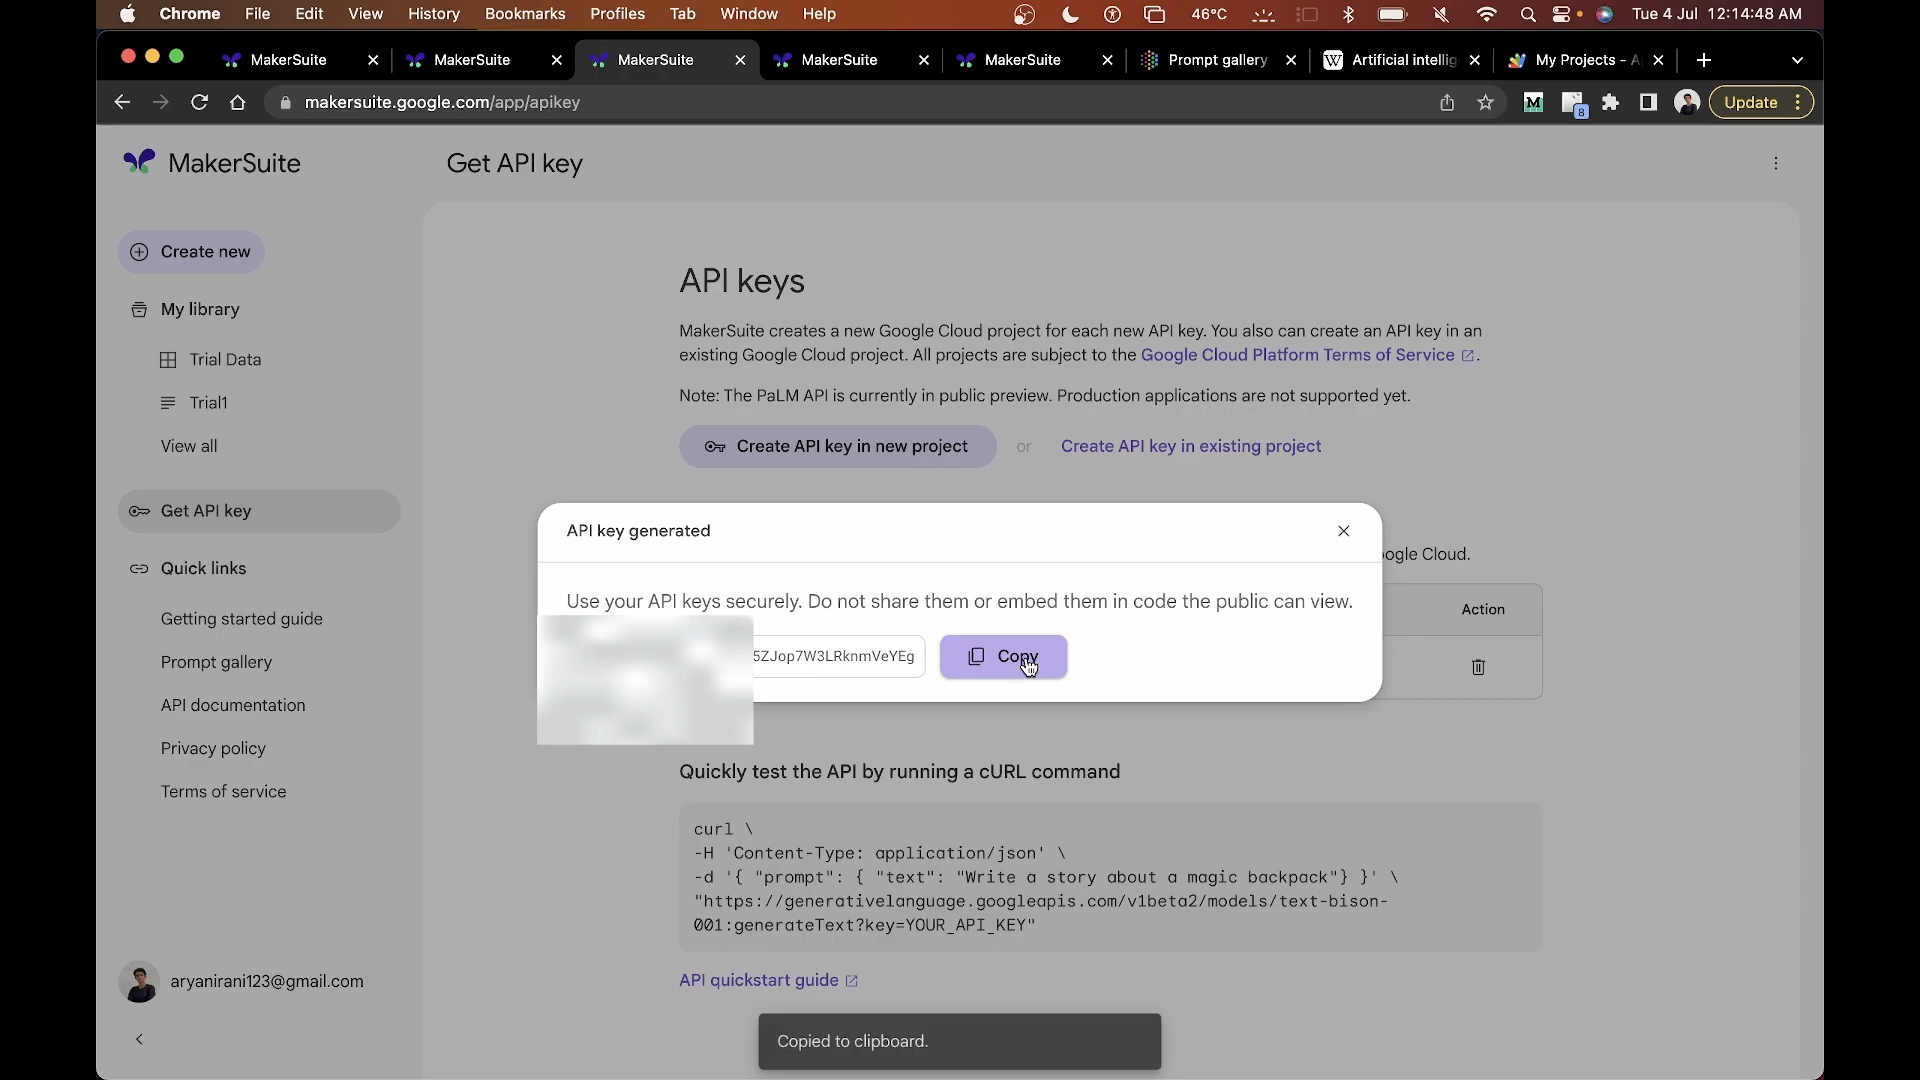 Chrome File Edit View History Bookmarks Profiles Tab Window Help 46°C Tue 4 Jul 12:14:48 AM
MakerSuite MakerSuite MakerSuite MakerSuite MakerSuite Prompt gallery Artificial intellig My Projects - A
makersuite.google.com/app/apikey 8 Update
MakerSuite
Get API key
Create new
My library
Trial Data
Trial1
View all
Get API key
Quick links
Getting started guide
Prompt gallery
API documentation
Privacy policy
Terms of service
aryanirani123@gmail.com
API keys
MakerSuite creates a new Google Cloud project for each new API key. You also can create an API key in an
existing Google Cloud project. All projects are subject to the Google Cloud Platform Terms of Service.
Note: The PaLM API is currently in public preview. Production applications are not supported yet.
Create API key in new project or Create API key in existing project
API key generated
Use your API keys securely. Do not share them or embed them in code the public can view.
5ZJop7W3LRknmVeYEg Copy
ogle Cloud.
Action
Quickly test the API by running a cURL command
curl \
-H 'Content-Type: application/json' \
-d '{ "prompt": { "text": "Write a story about a magic backpack"} }' \
"https://generativelanguage.googleapis.com/v1beta2/models/text-bison-
001:generateText?key=YOUR_API_KEY"
API quickstart guide
Copied to clipboard.